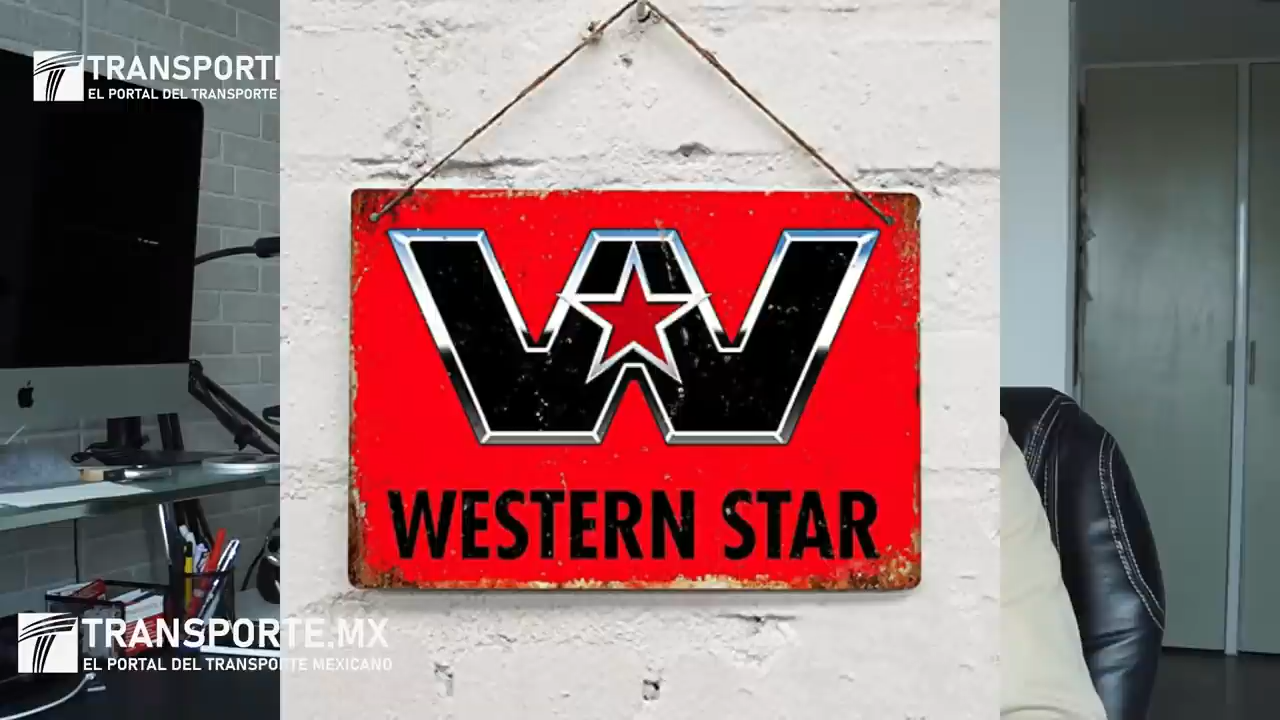 TRANSPORTE
EL PORTAL DEL TRANSPORTE
WESTERN STAR
TRANSPORTE.MX
EL PORTAL DEL TRANSPORTE MEXICANO